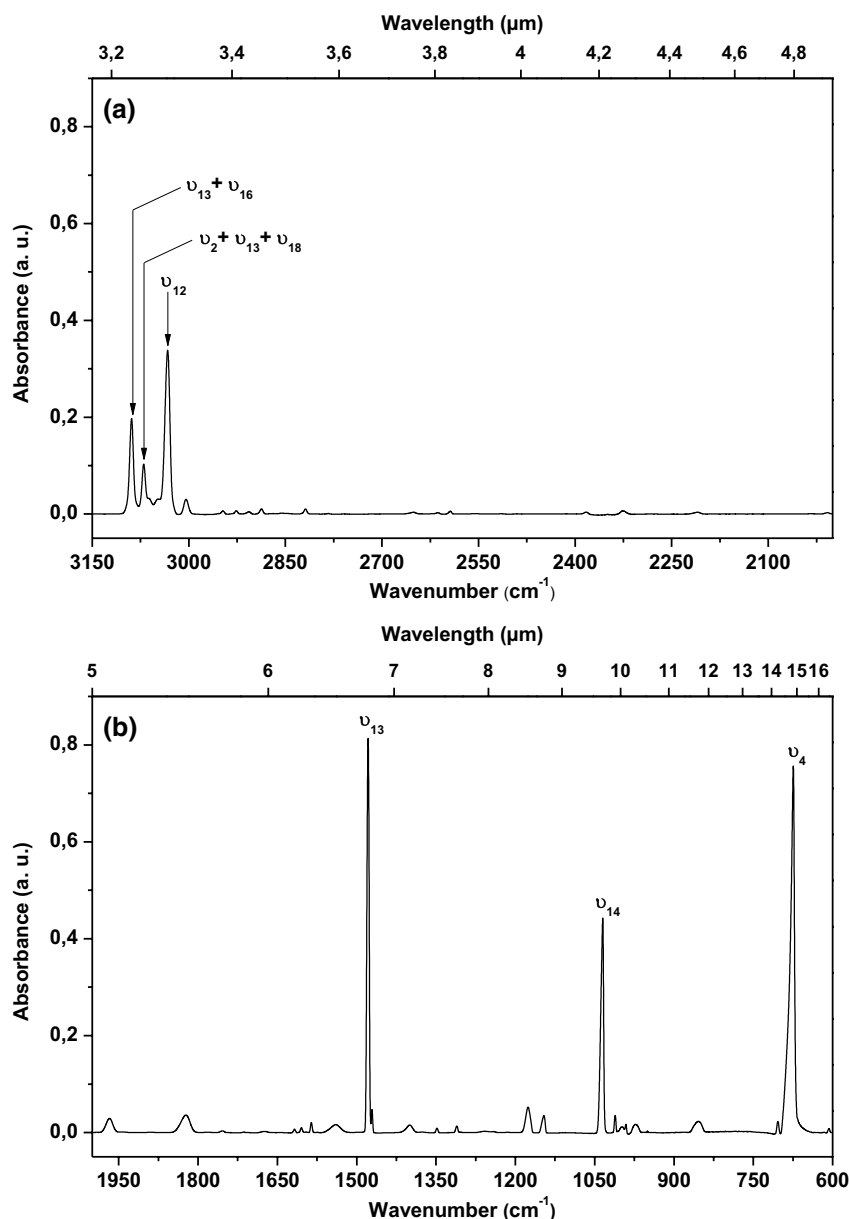 Wavelength (µm)
3,2 3,4 3,6 3,8 4 4,2 4,4 4,6 4,8
(a)
0,8
0,6
0,4
0,2
0,0
Absorbance (a. u.)
υ13+ υ16
υ2+ υ13+ υ18
υ12
3150 3000 2850 2700 2550 2400 2250 2100
Wavenumber (cm-1)
Wavelength (µm)
5 6 7 8 9 10 11 12 13 14 15 16
(b)
0,8
0,6
0,4
0,2
0,0
Absorbance (a. u.)
υ13
υ14
υ4
1950 1800 1650 1500 1350 1200 1050 900 750 600
Wavenumber (cm-1)